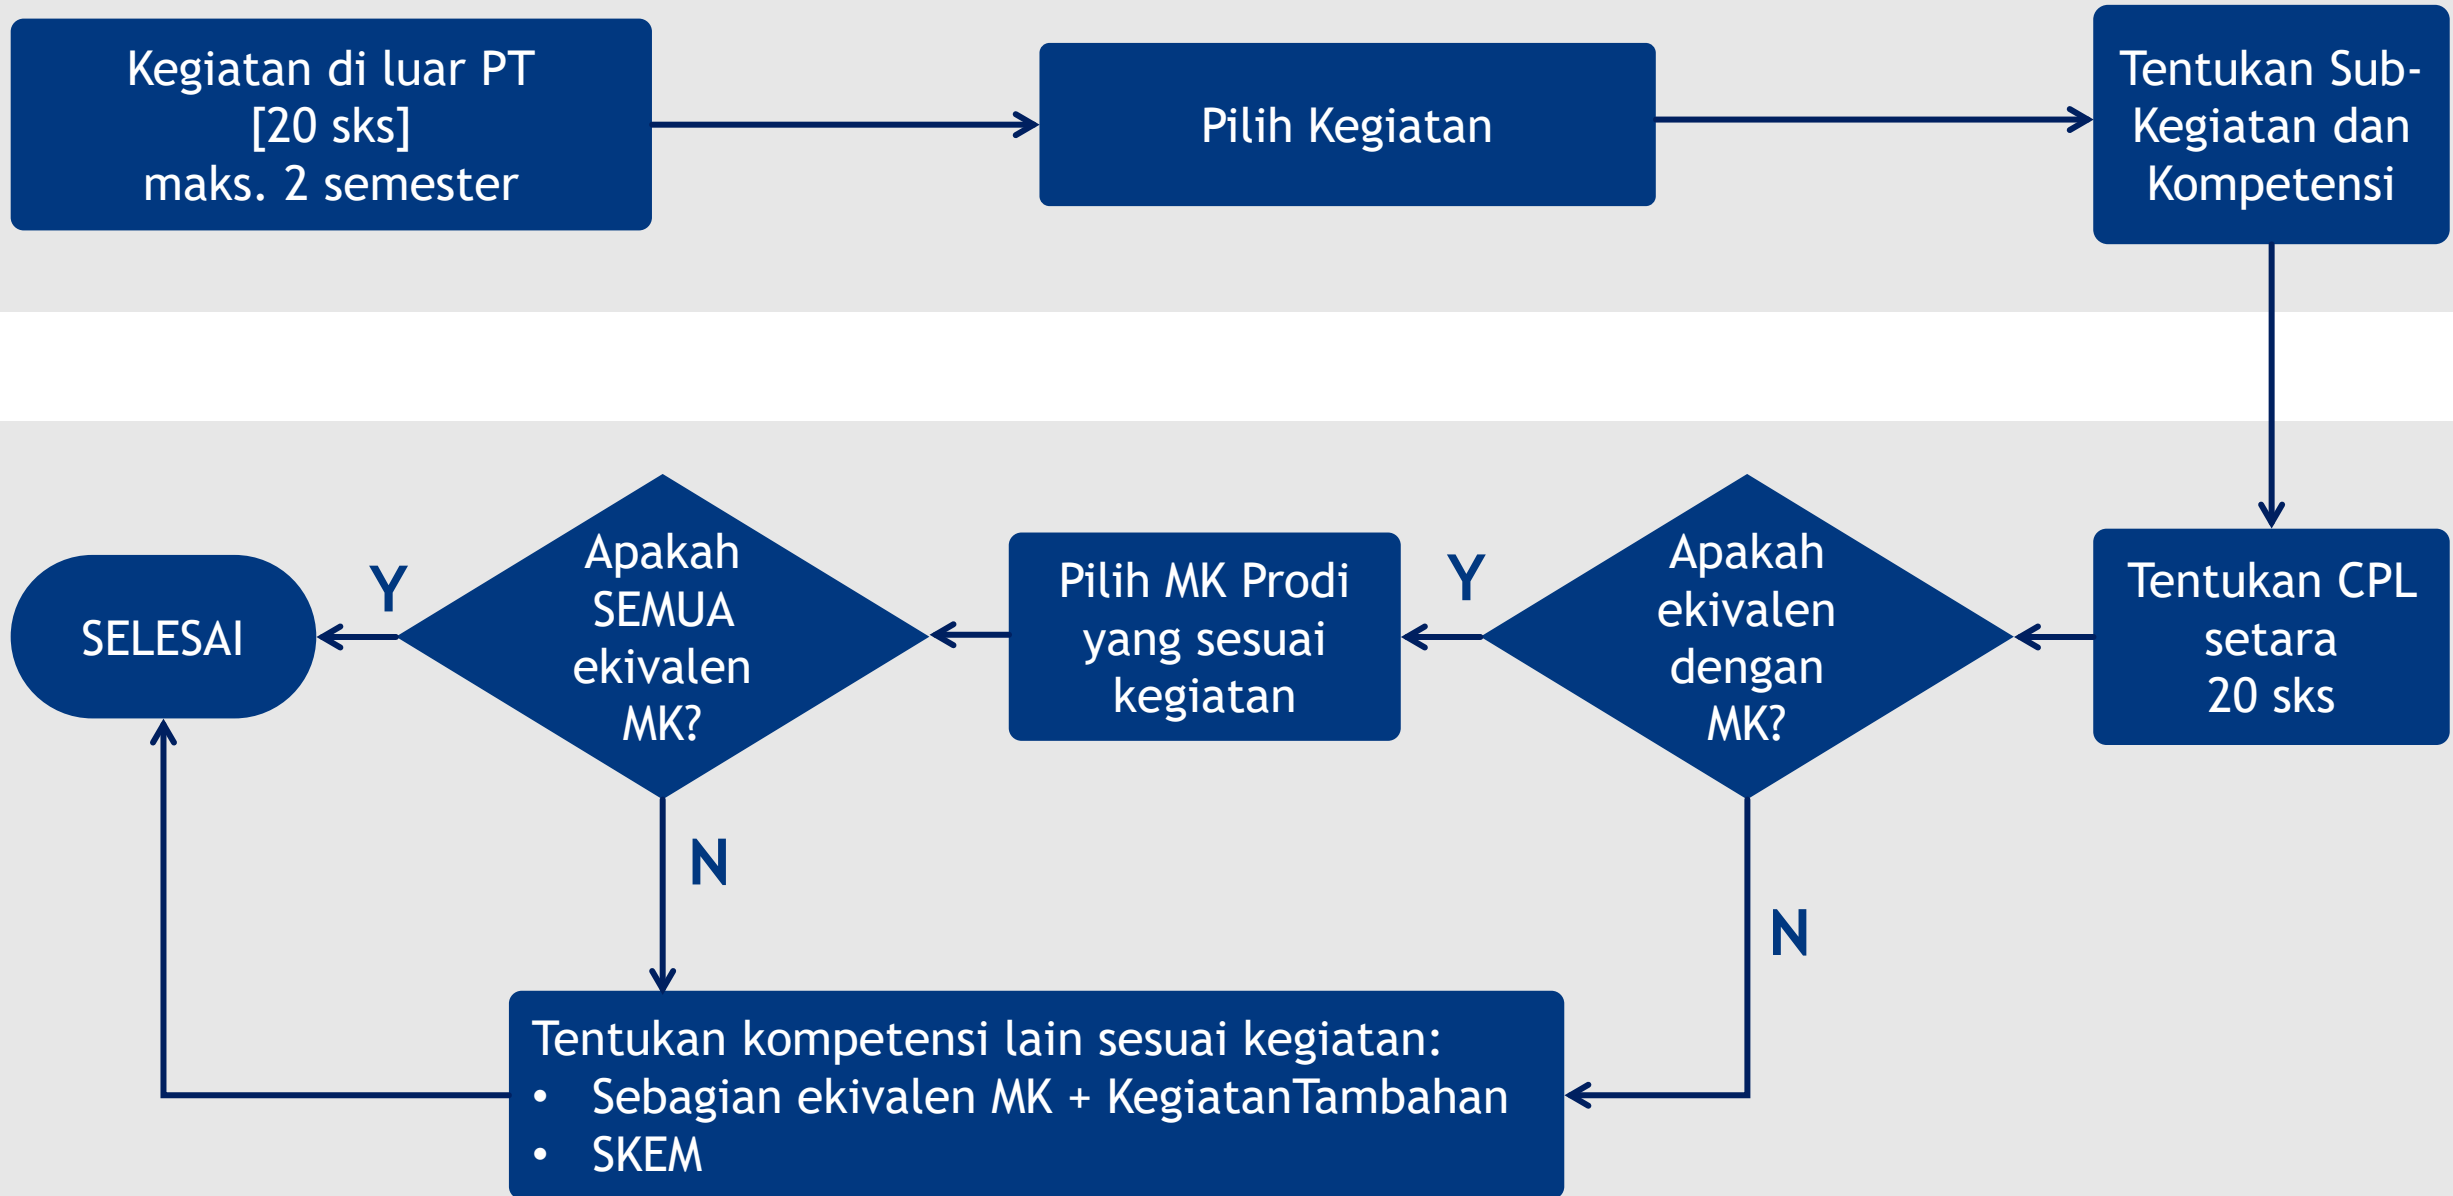 Kegiatan di luar PT
[20 sks]
maks. 2 semester
Pilih Kegiatan
Tentukan Sub-
Kegiatan dan
Kompetensi
Tentukan CPL
setara
20 sks
Apakah
ekivalen
dengan
MK?
Y
N
Pilih MK Prodi
yang sesuai
kegiatan
Apakah
SEMUA
ekivalen
MK?
Y
N
SELESAI
Tentukan kompetensi lain sesuai kegiatan:
• Sebagian ekivalen MK + KegiatanTambahan
• SKEM